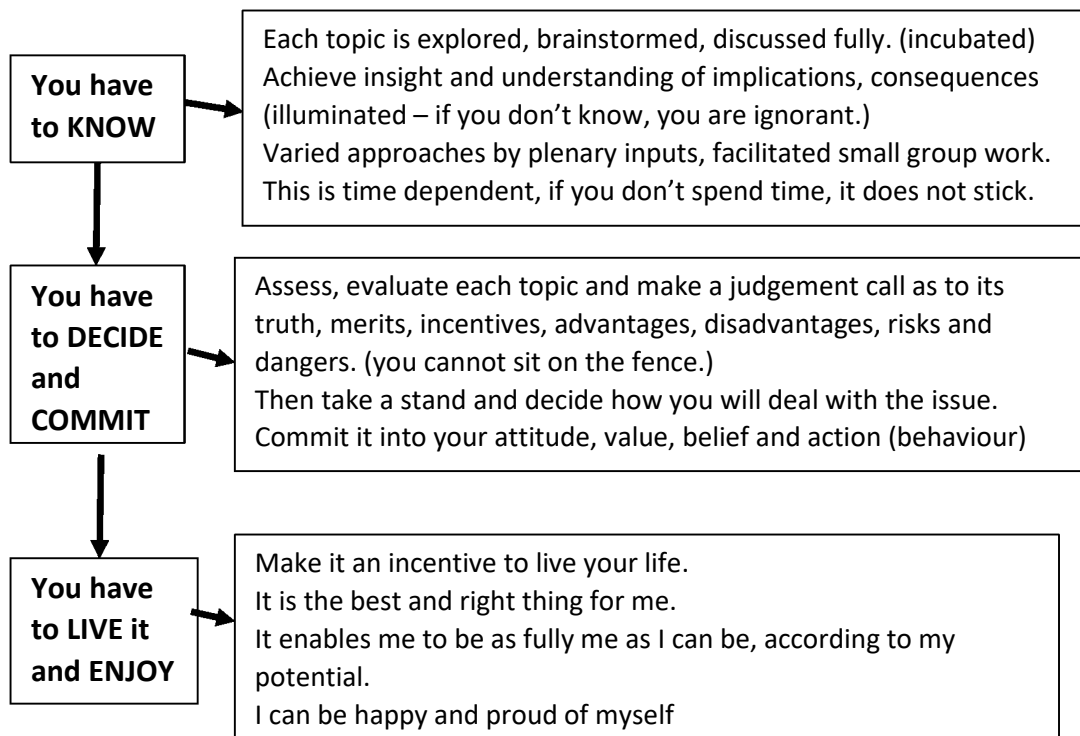 You have
to KNOW
Each topic is explored, brainstormed, discussed fully. (incubated)
Achieve insight and understanding of implications, consequences
(illuminated – if you don’t know, you are ignorant.)
Varied approaches by plenary inputs, facilitated small group work.
This is time dependent, if you don’t spend time, it does not stick.
You have
to DECIDE
and
COMMIT
Assess, evaluate each topic and make a judgement call as to its
truth, merits, incentives, advantages, disadvantages, risks and
dangers. (you cannot sit on the fence.)
Then take a stand and decide how you will deal with the issue.
Commit it into your attitude, value, belief and action (behaviour)
You have
to LIVE it
and ENJOY
Make it an incentive to live your life.
It is the best and right thing for me.
It enables me to be as fully me as I can be, according to my
potential.
I can be happy and proud of myself